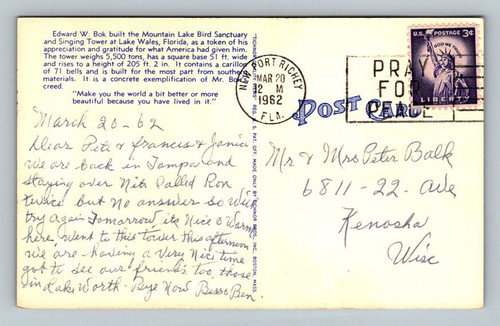 Edward W. Bok built the Mountain Lake Bird Sanctuary
and Singing Tower at Lake Wales, Florida, as a token of his
appreciation and gratitude for what America had given him.
The tower weighs 5,500 tons, has a square base 51 ft. wide
and rises to a height of 205 ft. 2 in. It contains a carillon
of 71 bells and is built for the most part from southern
materials. It is a concrete exemplification of Mr. Bok's
creed.
"Make you the world a bit better or more
beautiful because you have lived in it."
March 20-62
Dear Pete & Frances & Janice
we are back in Tampa and
staying over Nite Called Ron
twice But no answer so Will
try again Tomorrow its Nice & Warm
here, went to this Tower this afternoon
we are having a Very Nice time
got to see our friends too, those
in Lake Worth - Bye Now Bess & Ben
NEW PORT RICHEY
MAR 20
12 M
1962
FLA.
PRAY
FOR
PEACE
U.S. POSTAGE 3¢
IN GOD WE TRUST
LIBERTY
Post Card
Mr & Mrs Peter Balk
6811-22-Ave
Kenosha
Wisc